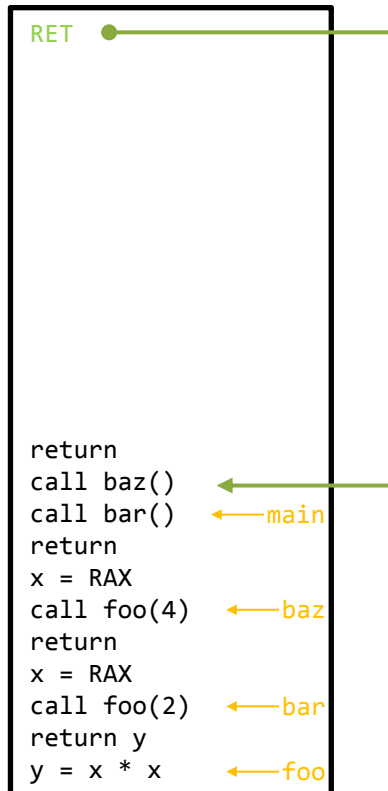 RET
return
call baz()
call bar() main
return
x = RAX
call foo(4) baz
return
x = RAX
call foo(2) bar
return y
y = x * x foo